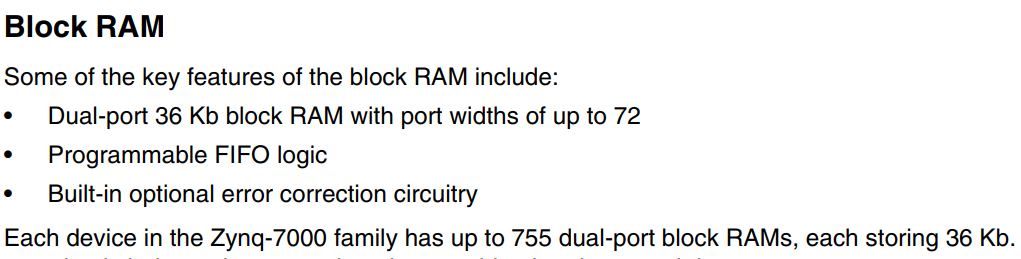 Block RAM
Some of the key features of the block RAM include:
• Dual-port 36 Kb block RAM with port widths of up to 72
• Programmable FIFO logic
• Built-in optional error correction circuitry
Each device in the Zynq-7000 family has up to 755 dual-port block RAMs, each storing 36 Kb.